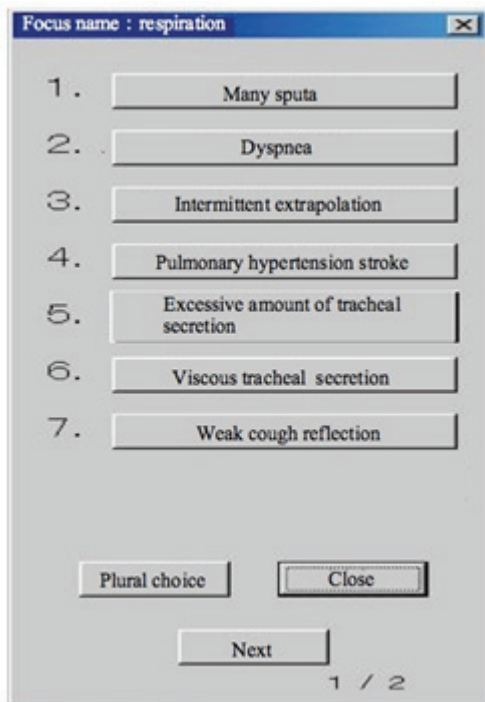 Focus name : respiration
1. Many sputa
2. Dyspnea
3. Intermittent extrapolation
4. Pulmonary hypertension stroke
5. Excessive amount of tracheal
secretion
6. Viscous tracheal secretion
7. Weak cough reflection
Plural choice Close
Next
1 / 2